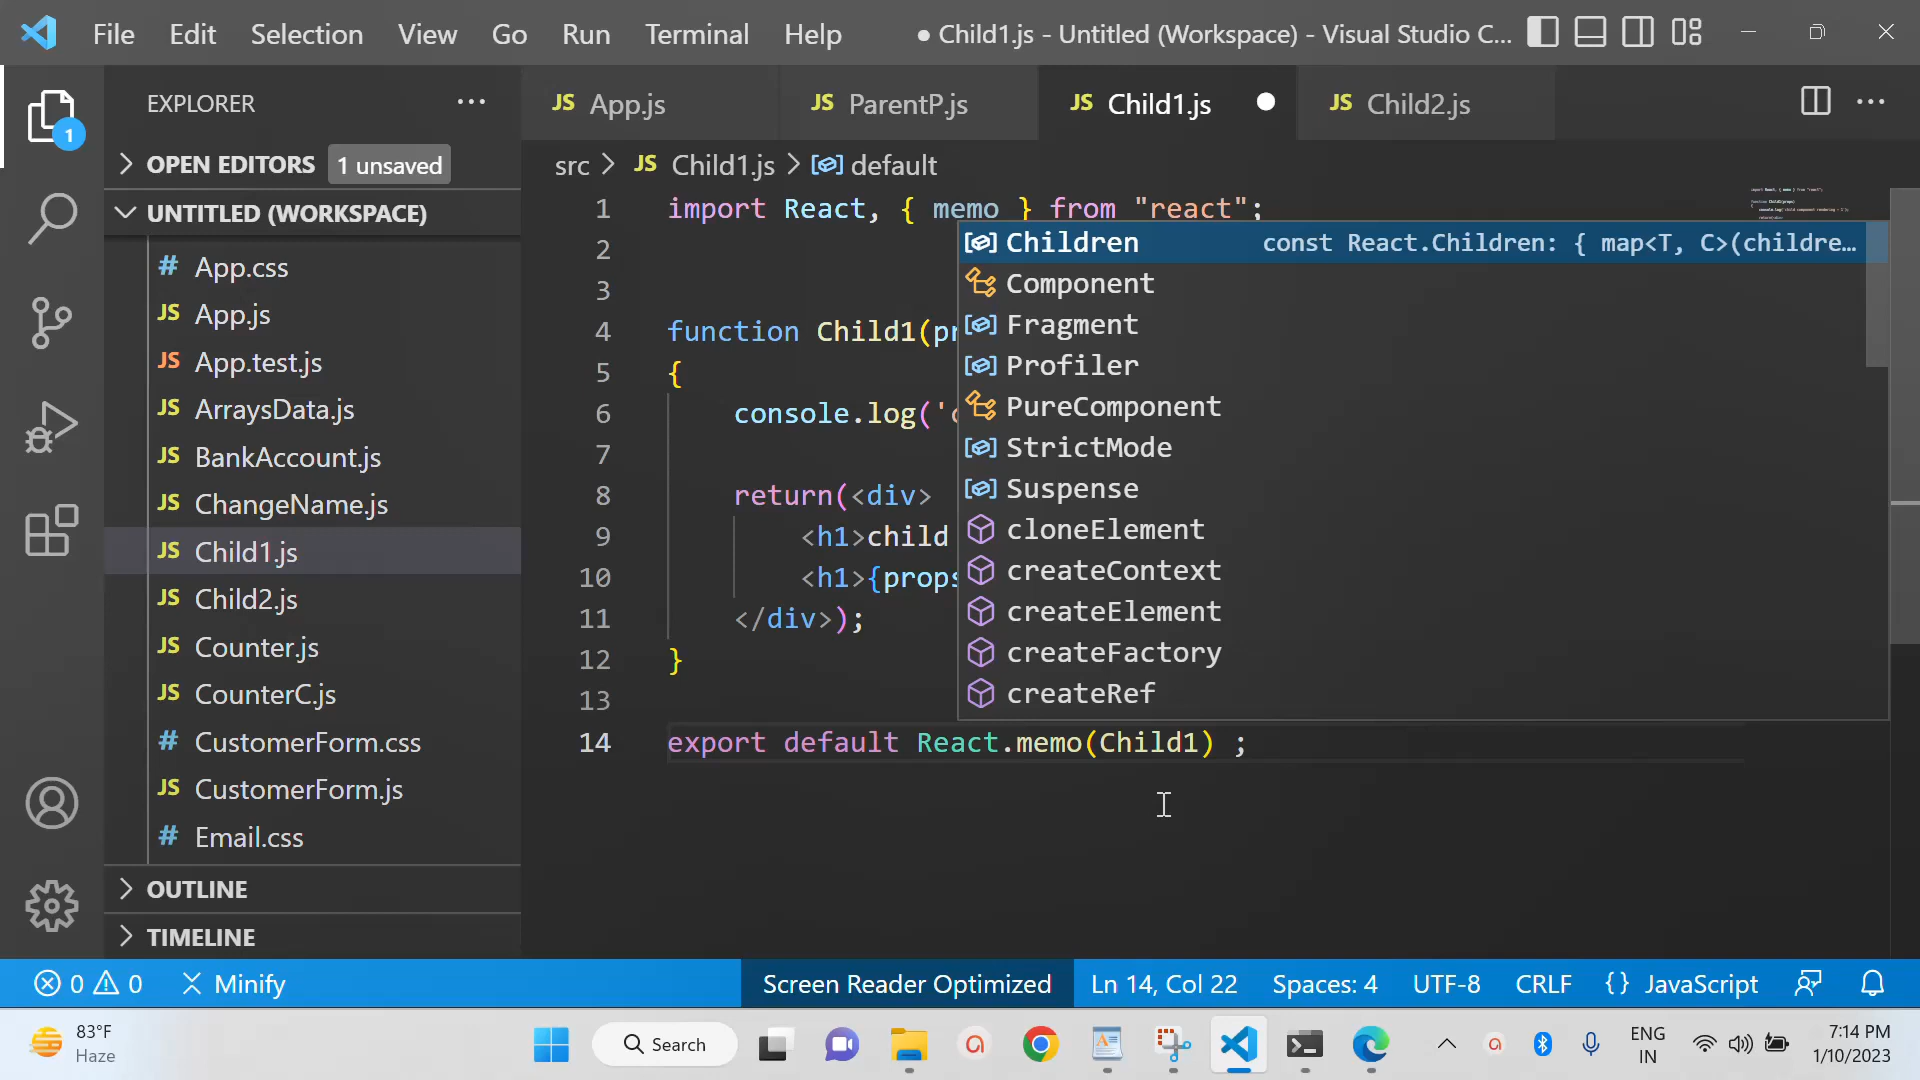 File Edit Selection View Go Run Terminal Help ● Child1.js - Untitled (Workspace) - Visual Studio C...
EXPLORER ...
JS App.js JS ParentP.js JS Child1.js ● JS Child2.js ...
1
OPEN EDITORS 1 unsaved
UNTITLED (WORKSPACE)
# App.css
JS App.js
JS App.test.js
JS ArraysData.js
JS BankAccount.js
JS ChangeName.js
JS Child1.js
JS Child2.js
JS Counter.js
JS CounterC.js
# CustomerForm.css
JS CustomerForm.js
# Email.css
OUTLINE
TIMELINE
src > JS Child1.js > default
1 import React, { memo } from "react";
2
3
4 function Child1(pr
5 {
6 console.log('
7
8 return(<div>
9 <h1>child
10 <h1>{props
11 </div>);
12 }
13
14 export default React.memo(Child1) ;
Children const React.Children: { map<T, C>(childre...
Component
Fragment
Profiler
PureComponent
StrictMode
Suspense
cloneElement
createContext
createElement
createFactory
createRef
0 0 Minify Screen Reader Optimized Ln 14, Col 22 Spaces: 4 UTF-8 CRLF {} JavaScript
83°F
Haze
Search
ENG
IN
7:14 PM
1/10/2023